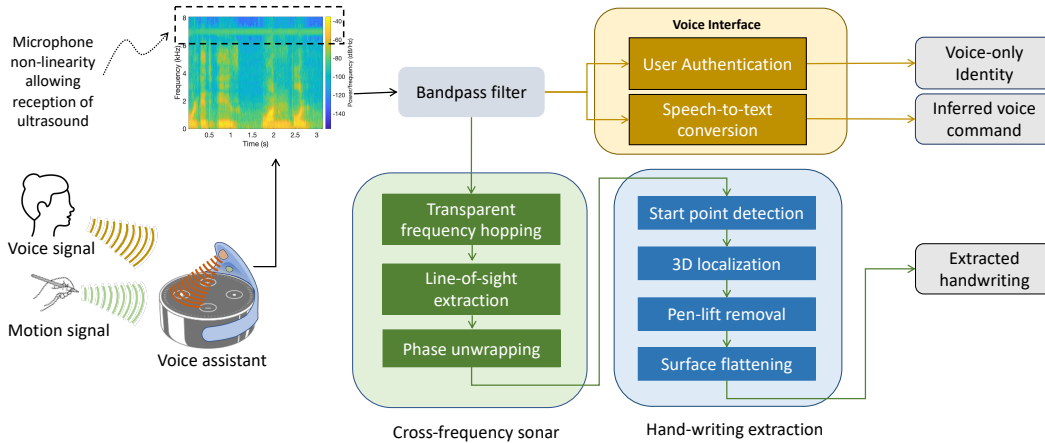 Microphone
non-linearity
allowing
reception of
ultrasound
8
6
4
2
0
Frequency (kHz)
0.5 1 1.5 2 2.5 3
Time (s)
-40
-60
-80
-100
-120
-140
Power/frequency (dB/Hz)
Bandpass filter
Voice Interface
User Authentication
Speech-to-text
conversion
Voice-only
Identity
Inferred voice
command
Voice signal
Motion signal
Voice assistant
Transparent
frequency hopping
Line-of-sight
extraction
Phase unwrapping
Cross-frequency sonar
Start point detection
3D localization
Pen-lift removal
Surface flattening
Hand-writing extraction
Extracted
handwriting